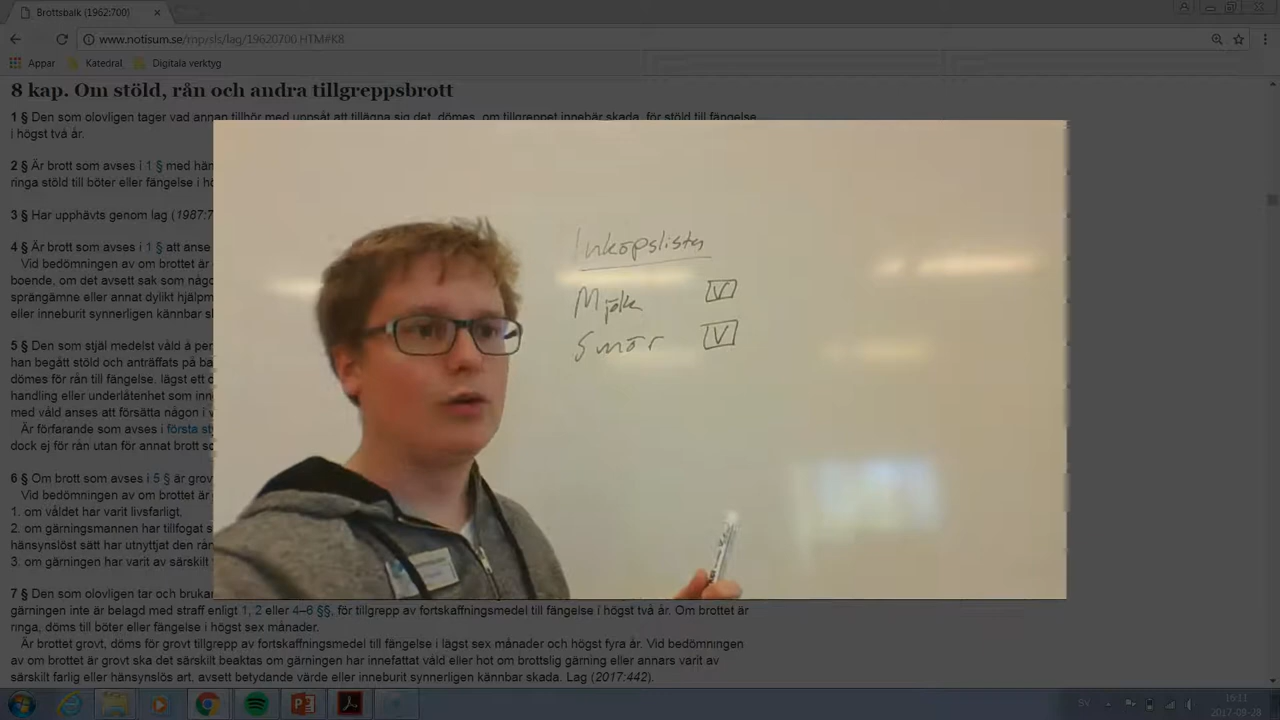 Brottsbalk (1962:700)
www.notisum.se/rnp/sls/lag/19620700.HTM#K8
Appar Katedral Digitala verktyg
8 kap. Om stöld, rån och andra tillgreppsbrott
1 § Den som olovligen tager vad annan tillhör med uppsåt att tillägna sig det, dömes, om tillgreppet innebär skada, för stöld till fängelse
i högst två år.
2 § Är brott som avses i 1 § med hän
ringa stöld till böter eller fängelse i hö
3 § Har upphävts genom lag (1987:7
4 § Är brott som avses i 1 § att anse
Vid bedömningen av om brottet är
boende, om det avsett sak som någo
sprängämne eller annat dylikt hjälpm
eller inneburit synnerligen kännbar sk
5 § Den som stjäl medelst våld å per
han begått stöld och anträffats på ba
dömes för rån till fängelse, lägst ett o
handling eller underlåtenhet som inn
med våld anses att försätta någon i v
Är förfarande som avses i första st
dock ej för rån utan för annat brott so
6 § Om brott som avses i 5 § är grov
Vid bedömningen av om brottet är
1. om våldet har varit livsfarligt,
2. om gärningsmannen har tillfogat s
hänsynslöst sätt har utnyttjat den rån
3. om gärningen har varit av särskilt
7 § Den som olovligen tar och brukar
gärningen inte är belagd med straff enligt 1, 2 eller 4–6 §§, för tillgrepp av fortskaffningsmedel till fängelse i högst två år. Om brottet är
ringa, döms till böter eller fängelse i högst sex månader.
Är brottet grovt, döms för grovt tillgrepp av fortskaffningsmedel till fängelse i lägst sex månader och högst fyra år. Vid bedömningen
av om brottet är grovt ska det särskilt beaktas om gärningen har innefattat våld eller hot om brottslig gärning eller annars varit av
särskilt farlig eller hänsynslös art, avsett betydande värde eller inneburit synnerligen kännbar skada. Lag (2017:442).
Inköpslista
Mjölk V
Smör V
SV 16:11
2017-09-28